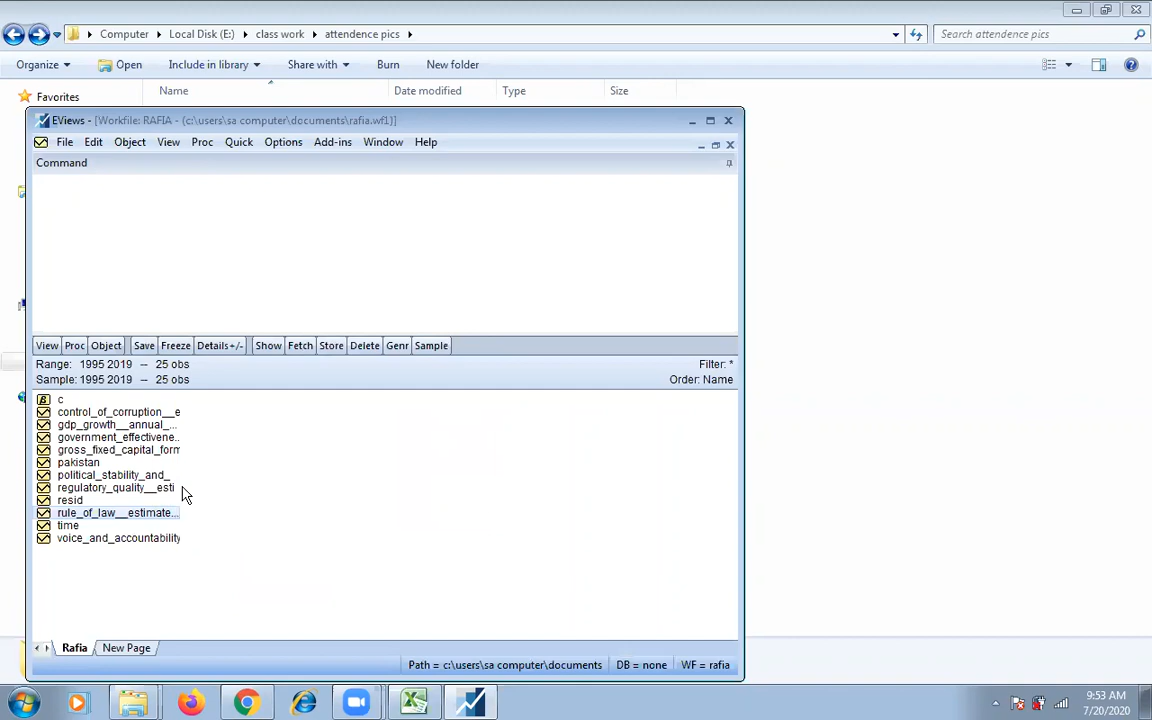 Computer Local Disk (E:) class work attendence pics Search attendence pics
Organize Open Include in library Share with Burn New folder
Favorites Name Date modified Type Size
EViews - [Workfile: RAFIA - (c:\users\sa computer\documents\rafia.wf1)]
File Edit Object View Proc Quick Options Add-ins Window Help
Command
View Proc Object Save Freeze Details+/- Show Fetch Store Delete Genr Sample
Range: 1995 2019 -- 25 obs Filter: *
Sample: 1995 2019 -- 25 obs Order: Name
c
control_of_corruption__e
gdp_growth__annual_...
government_effectivene...
gross_fixed_capital_form
pakistan
political_stability_and_
regulatory_quality__esti
resid
rule_of_law__estimate...
time
voice_and_accountability
Rafia New Page
Path = c:\users\sa computer\documents DB = none WF = rafia
9:53 AM
7/20/2020